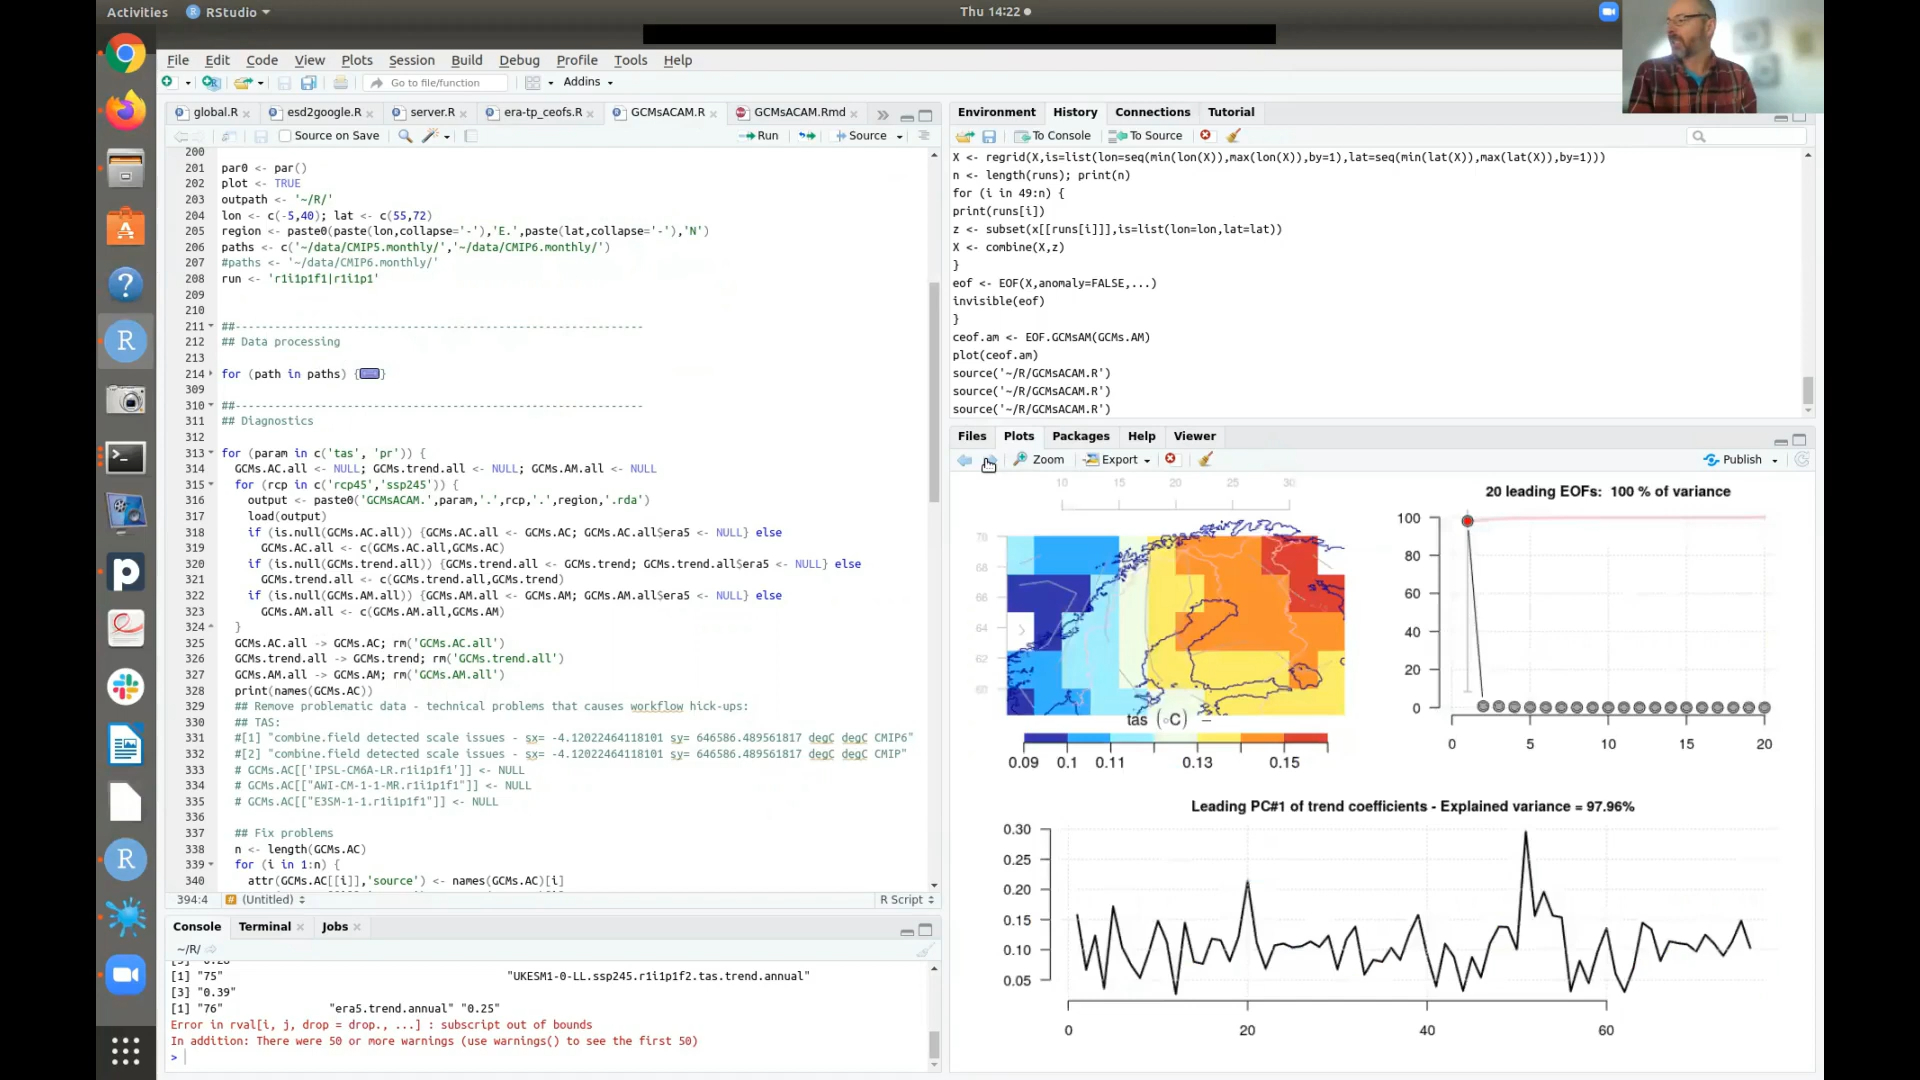 Activities RStudio Thu 14:22
File Edit Code View Plots Session Build Debug Profile Tools Help
Go to file/function Addins
global.R esd2google.R server.R era-tp_ceofs.R GCMsACAM.R GCMsACAM.Rmd
Source on Save Run Source
200
201 par0 <- par()
202 plot <- TRUE
203 outpath <- '~/R/'
204 lon <- c(-5,40); lat <- c(55,72)
205 region <- paste0(paste(lon,collapse='-'),'E.',paste(lat,collapse='-'),'N')
206 paths <- c('~/data/CMIP5.monthly/','~/data/CMIP6.monthly/')
207 #paths <- '~/data/CMIP6.monthly/'
208 run <- 'r1i1p1f1|r1i1p1'
209
210
211 ##--------------------------------------------------------------
212 ## Data processing
213
214 for (path in paths) {}
309
310 ##--------------------------------------------------------------
311 ## Diagnostics
312
313 for (param in c('tas', 'pr')) {
314 GCMs.AC.all <- NULL; GCMs.trend.all <- NULL; GCMs.AM.all <- NULL
315 for (rcp in c('rcp45','ssp245')) {
316 output <- paste0('GCMsACAM.',param,'.',rcp,'.',region,'.rda')
317 load(output)
318 if (is.null(GCMs.AC.all)) {GCMs.AC.all <- GCMs.AC; GCMs.AC.all$era5 <- NULL} else
319 GCMs.AC.all <- c(GCMs.AC.all,GCMs.AC)
320 if (is.null(GCMs.trend.all)) {GCMs.trend.all <- GCMs.trend; GCMs.trend.all$era5 <- NULL} else
321 GCMs.trend.all <- c(GCMs.trend.all,GCMs.trend)
322 if (is.null(GCMs.AM.all)) {GCMs.AM.all <- GCMs.AM; GCMs.AM.all$era5 <- NULL} else
323 GCMs.AM.all <- c(GCMs.AM.all,GCMs.AM)
324 }
325 GCMs.AC.all -> GCMs.AC; rm('GCMs.AC.all')
326 GCMs.trend.all -> GCMs.trend; rm('GCMs.trend.all')
327 GCMs.AM.all -> GCMs.AM; rm('GCMs.AM.all')
328 print(names(GCMs.AC))
329 ## Remove problematic data - technical problems that causes workflow hick-ups:
330 ## TAS:
331 #[1] "combine.field detected scale issues - sx= -4.12022464118101 sy= 646586.489561817 degC degC CMIP6"
332 #[2] "combine.field detected scale issues - sx= -4.12022464118101 sy= 646586.489561817 degC degC CMIP"
333 # GCMs.AC[['IPSL-CM6A-LR.r1i1p1f1']] <- NULL
334 # GCMs.AC[["AWI-CM-1-1-MR.r1i1p1f1"]] <- NULL
335 # GCMs.AC[["E3SM-1-1.r1i1p1f1"]] <- NULL
336
337 ## Fix problems
338 n <- length(GCMs.AC)
339 for (i in 1:n) {
340 attr(GCMs.AC[[i]],'source') <- names(GCMs.AC)[i]
394:4 (Untitled) R Script
Console Terminal Jobs
~/R/
[1] "75" "UKESM1-0-LL.ssp245.r1i1p1f2.tas.trend.annual"
[3] "0.39"
[1] "76" "era5.trend.annual" "0.25"
Error in rval[i, j, drop = drop., ...] : subscript out of bounds
In addition: There were 50 or more warnings (use warnings() to see the first 50)
>
Environment History Connections Tutorial
To Console To Source
X <- regrid(X,is=list(lon=seq(min(lon(X)),max(lon(X)),by=1),lat=seq(min(lat(X)),max(lat(X)),by=1)))
n <- length(runs); print(n)
for (i in 49:n) {
print(runs[i])
z <- subset(x[[runs[i]]],is=list(lon=lon,lat=lat))
X <- combine(X,z)
}
eof <- EOF(X,anomaly=FALSE,...)
invisible(eof)
}
ceof.am <- EOF.GCMsAM(GCMs.AM)
plot(ceof.am)
source('~/R/GCMsACAM.R')
source('~/R/GCMsACAM.R')
source('~/R/GCMsACAM.R')
Files Plots Packages Help Viewer
Zoom Export Publish
10 15 20 25 30
70
68
66
64
62
60
tas (°C) –
0.09 0.1 0.11 0.13 0.15
20 leading EOFs: 100 % of variance
100
80
60
40
20
0
0 5 10 15 20
Leading PC#1 of trend coefficients - Explained variance = 97.96%
0.30
0.25
0.20
0.15
0.10
0.05
0 20 40 60